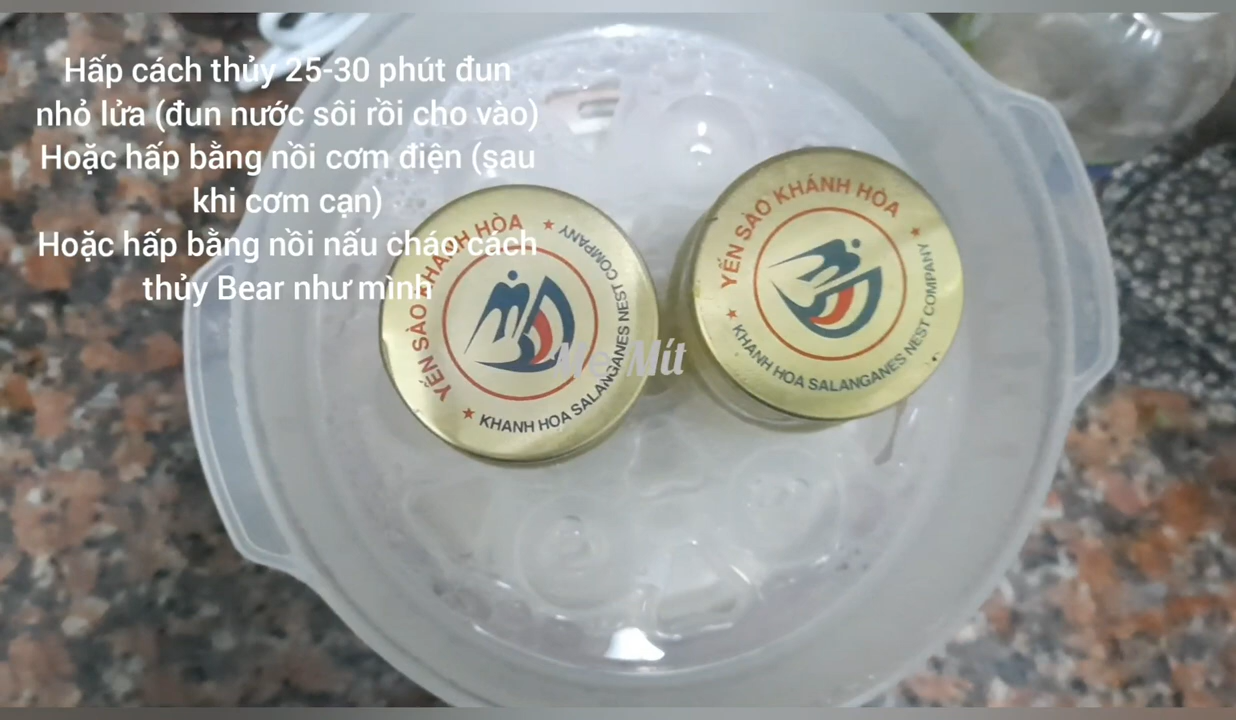 Hấp cách thủy 25-30 phút đun
nhỏ lửa (đun nước sôi rồi cho vào)
Hoặc hấp bằng nồi cơm điện (sau
khi cơm cạn)
Hoặc hấp bằng nồi nấu cháo cách
thủy Bear như mình
YẾN SÀO KHÁNH HÒA
KHANH HOA SALANGANES NEST COMPANY
YẾN SÀO KHÁNH HÒA
KHANH HOA SALANGANES NEST COMPANY
Mẹ Mít